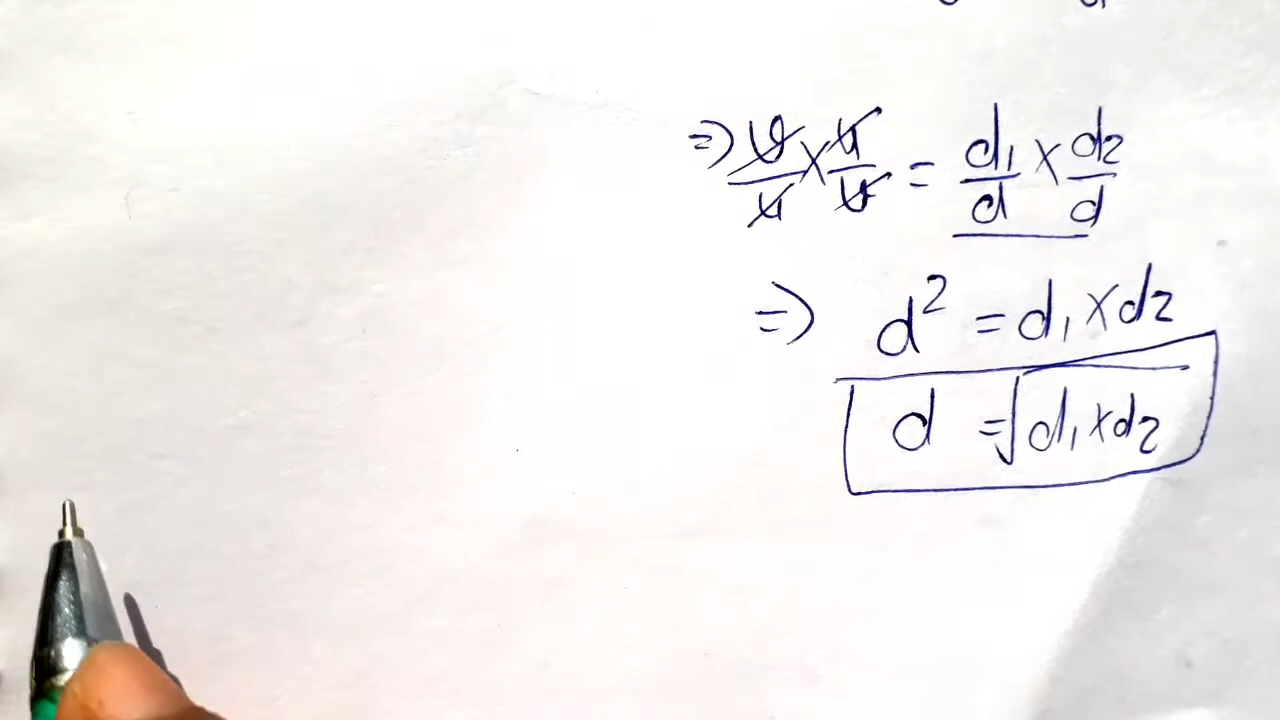 ⇒ v/u × u/v = d₁/d × d₂/d
⇒ d² = d₁ × d₂
d = √(d₁ × d₂)